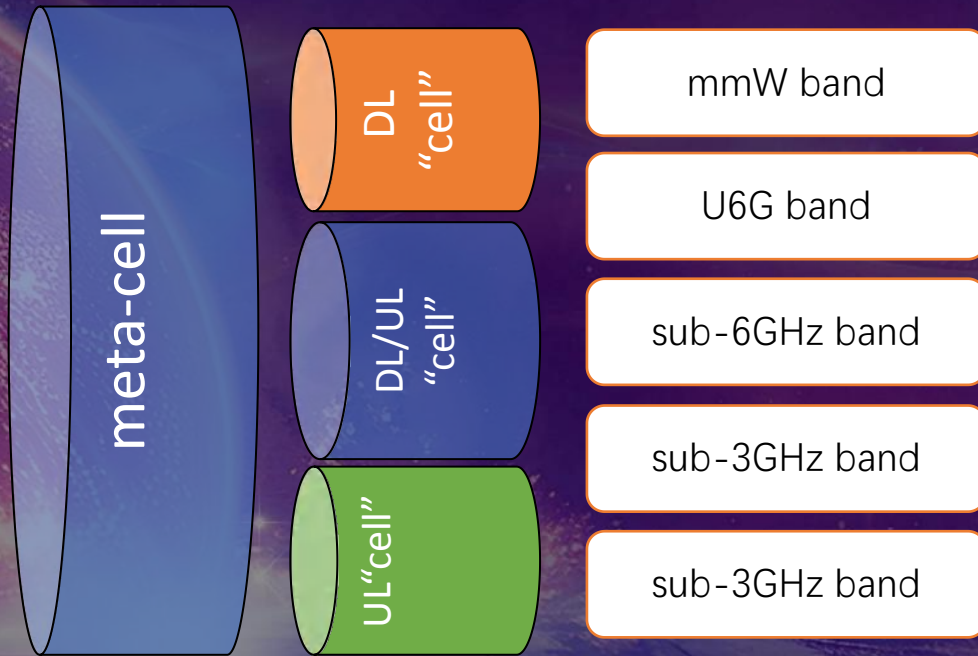 meta-cell
DL
“cell”
DL/UL
“cell”
UL“cell”
mmW band
U6G band
sub-6GHz band
sub-3GHz band
sub-3GHz band